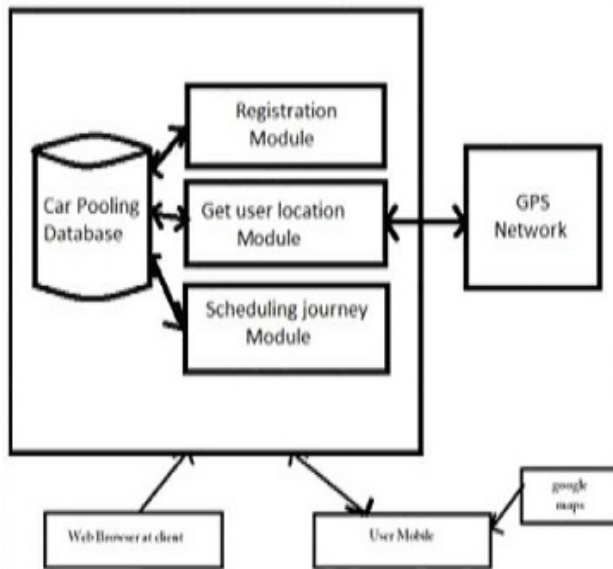 Registration
Module
Car Pooling
Database
Get user location
Module
GPS
Network
Scheduling journey
Module
Web Browser at client
User Mobile
google
maps